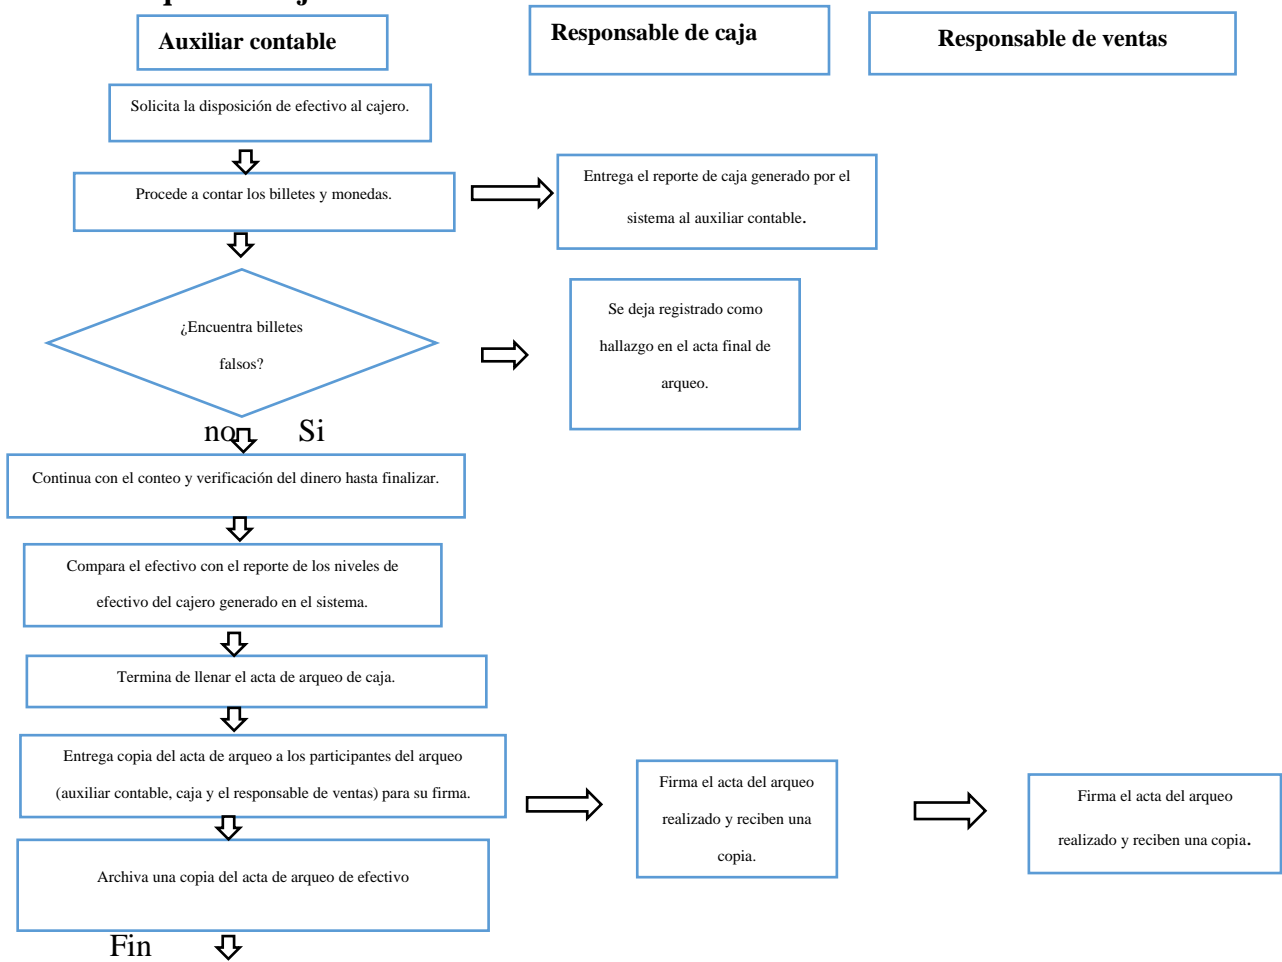 Auxiliar contable
Responsable de caja
Responsable de ventas
Solicita la disposición de efectivo al cajero.
Procede a contar los billetes y monedas.
Entrega el reporte de caja generado por el
sistema al auxiliar contable.
¿Encuentra billetes
falsos?
Se deja registrado como
hallazgo en el acta final de
arqueo.
no
Si
Continua con el conteo y verificación del dinero hasta finalizar.
Compara el efectivo con el reporte de los niveles de
efectivo del cajero generado en el sistema.
Termina de llenar el acta de arqueo de caja.
Entrega copia del acta de arqueo a los participantes del arqueo
(auxiliar contable, caja y el responsable de ventas) para su firma.
Firma el acta del arqueo
realizado y reciben una
copia.
Firma el acta del arqueo
realizado y reciben una copia.
Archiva una copia del acta de arqueo de efectivo
Fin